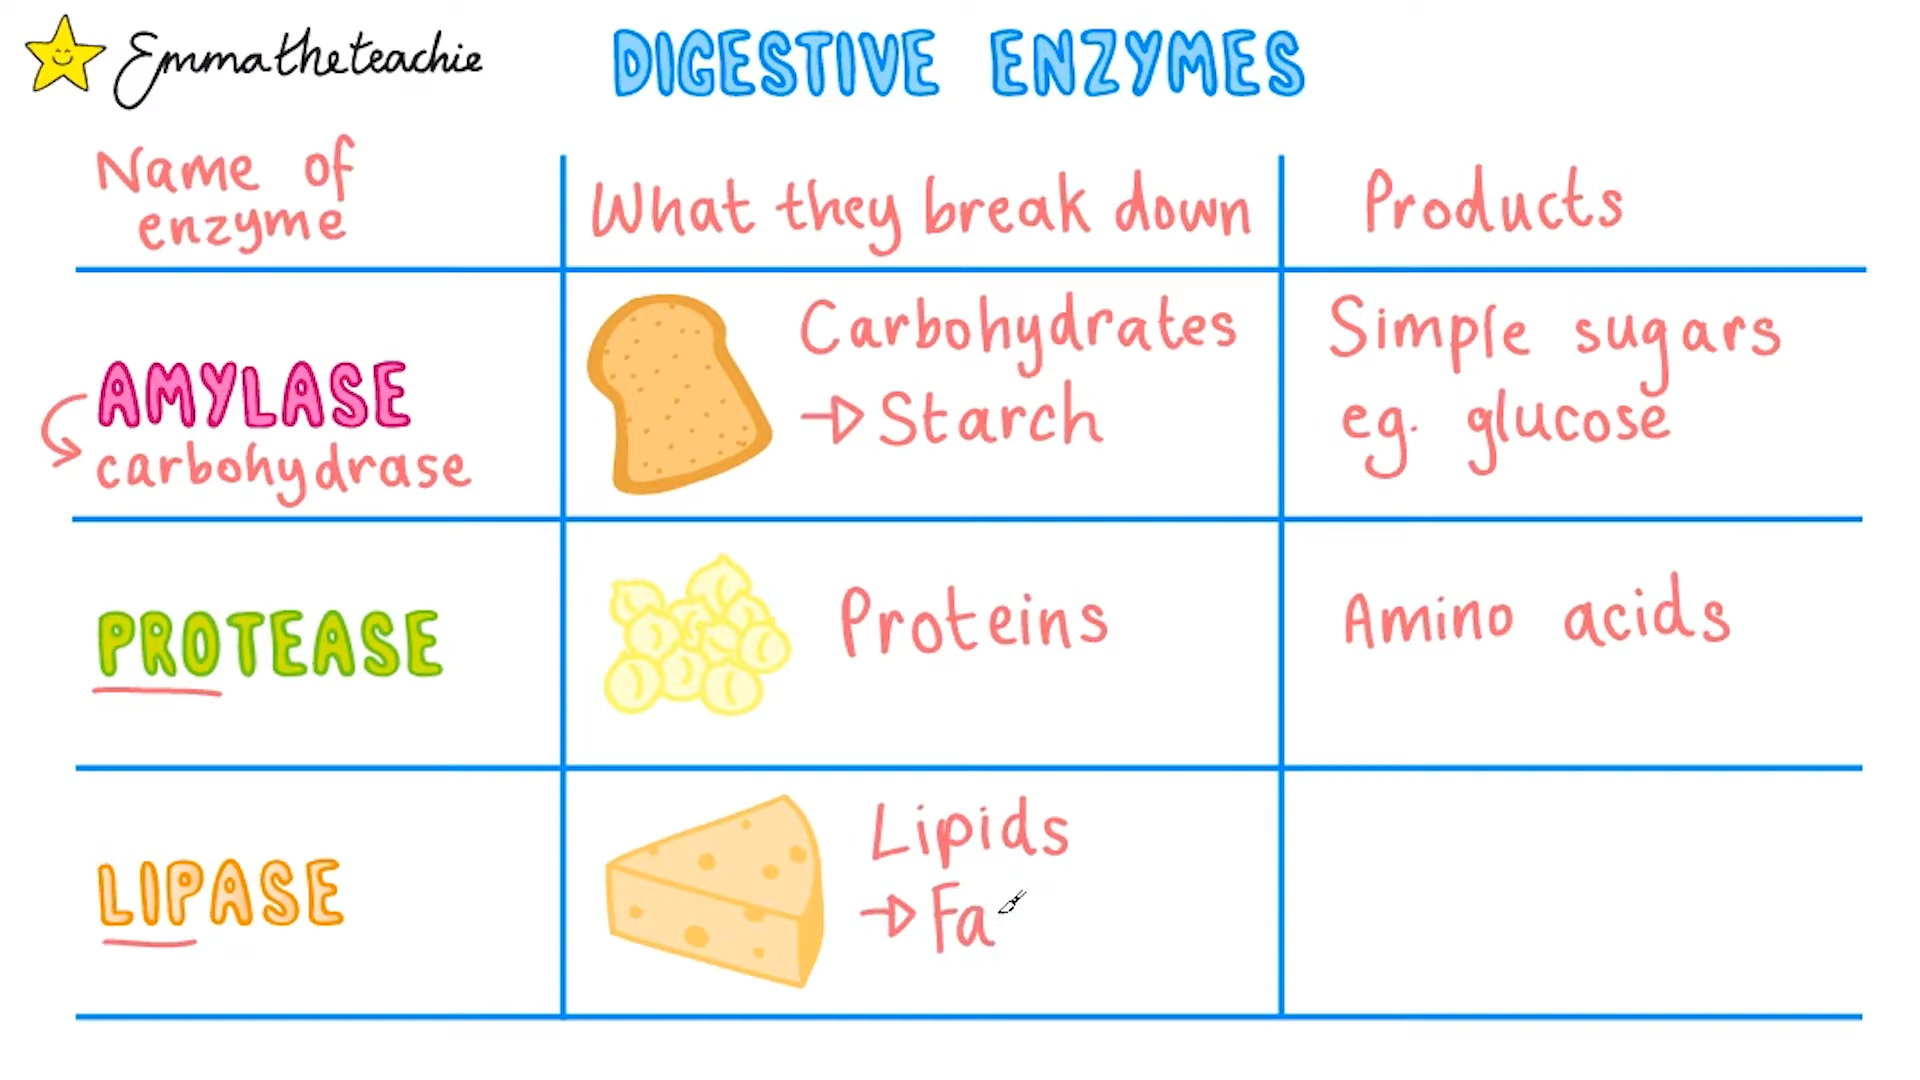 Emmatheteachie
DIGESTIVE ENZYMES
Name of
enzyme
What they break down
Products
AMYLASE
carbohydrase
Carbohydrates
→ Starch
Simple sugars
eg. glucose
PROTEASE
Proteins
Amino acids
LIPASE
Lipids
→ Fa